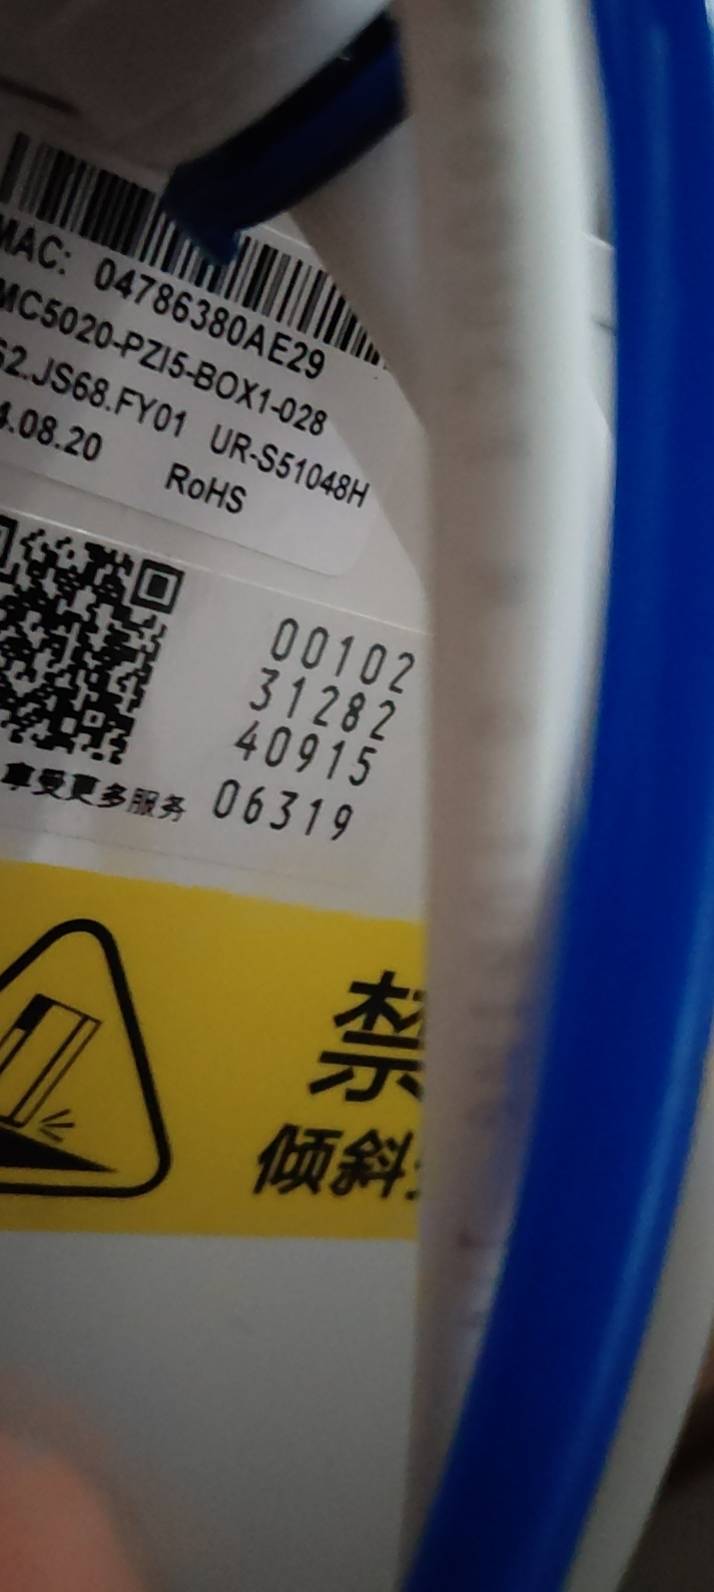 MAC: 04786380AE29
MC5020-PZI5-BOX1-028
62.JS68.FY01 UR-S51048H
4.08.20 RoHS
00102
31282
40915
享受更多服务 06319
禁
倾斜